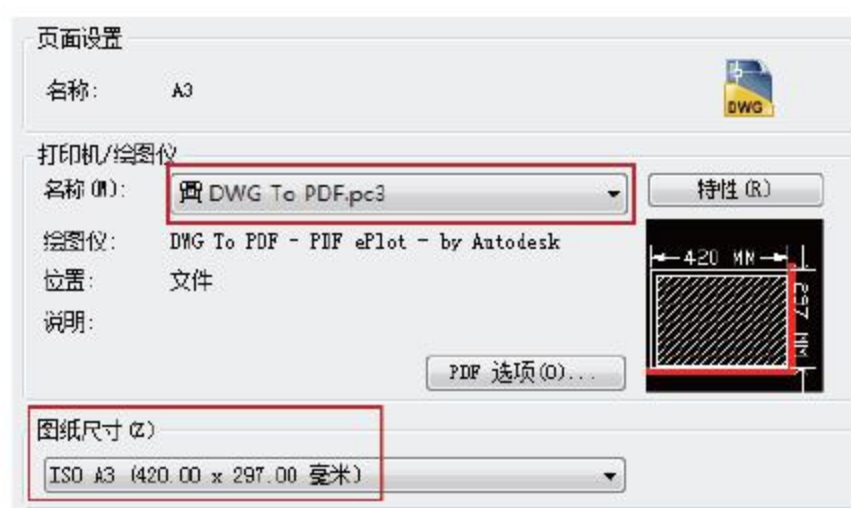 页面设置
名称: A3
DWG
打印机/绘图仪
名称(M): DWG To PDF.pc3 特性(R)
绘图仪: DWG To PDF - PDF ePlot - by Autodesk
420 MM
位置: 文件
297 MM
说明:
PDF 选项(O)...
图纸尺寸(Z)
ISO A3 (420.00 x 297.00 毫米)